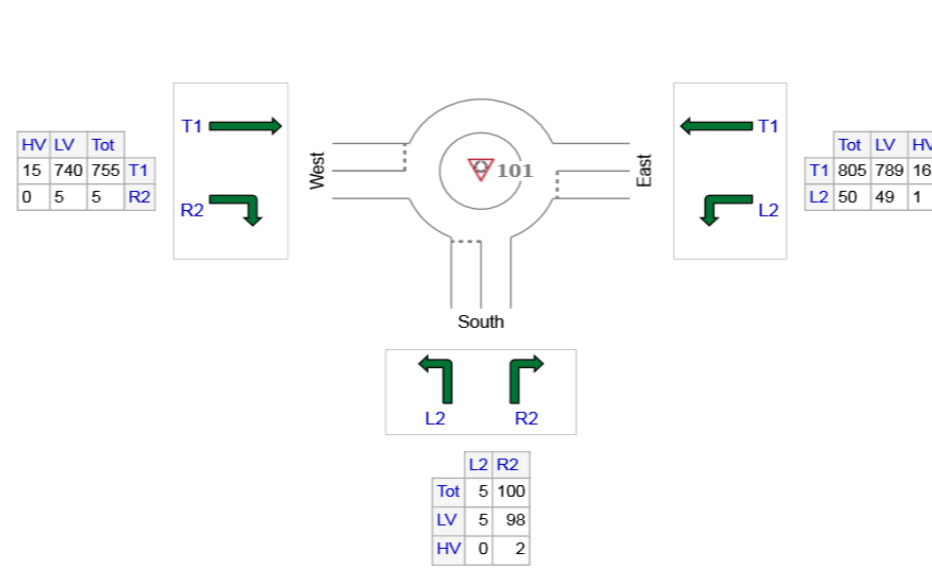 T1
T1
HV LV Tot
15 740 755 T1
0 5 5 R2
West
101
East
Tot LV HV
T1 805 789 16
L2 50 49 1
R2
L2
South
L2 R2
L2 R2
Tot 5 100
LV 5 98
HV 0 2